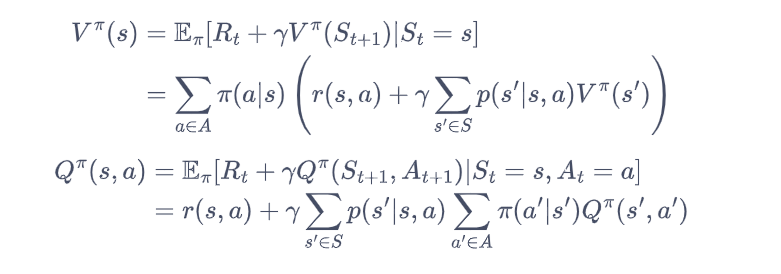 V^π(s) = 𝔼_π[R_t + γV^π(S_{t+1})|S_t = s]
= ∑_{a∈A} π(a|s) ( r(s, a) + γ ∑_{s′∈S} p(s′|s, a)V^π(s′) )
Q^π(s, a) = 𝔼_π[R_t + γQ^π(S_{t+1}, A_{t+1})|S_t = s, A_t = a]
= r(s, a) + γ ∑_{s′∈S} p(s′|s, a) ∑_{a′∈A} π(a′|s′)Q^π(s′, a′)